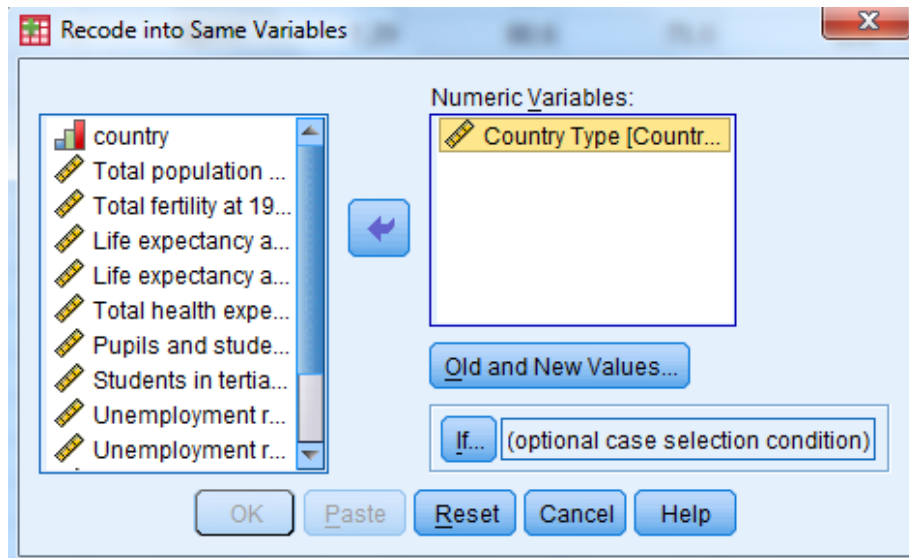 Recode into Same Variables
Numeric Variables:
country
Total population ...
Total fertility at 19...
Life expectancy a...
Life expectancy a...
Total health expe...
Pupils and stude...
Students in tertia...
Unemployment r...
Unemployment r...
Country Type [Countr...
Old and New Values...
If... (optional case selection condition)
OK Paste Reset Cancel Help